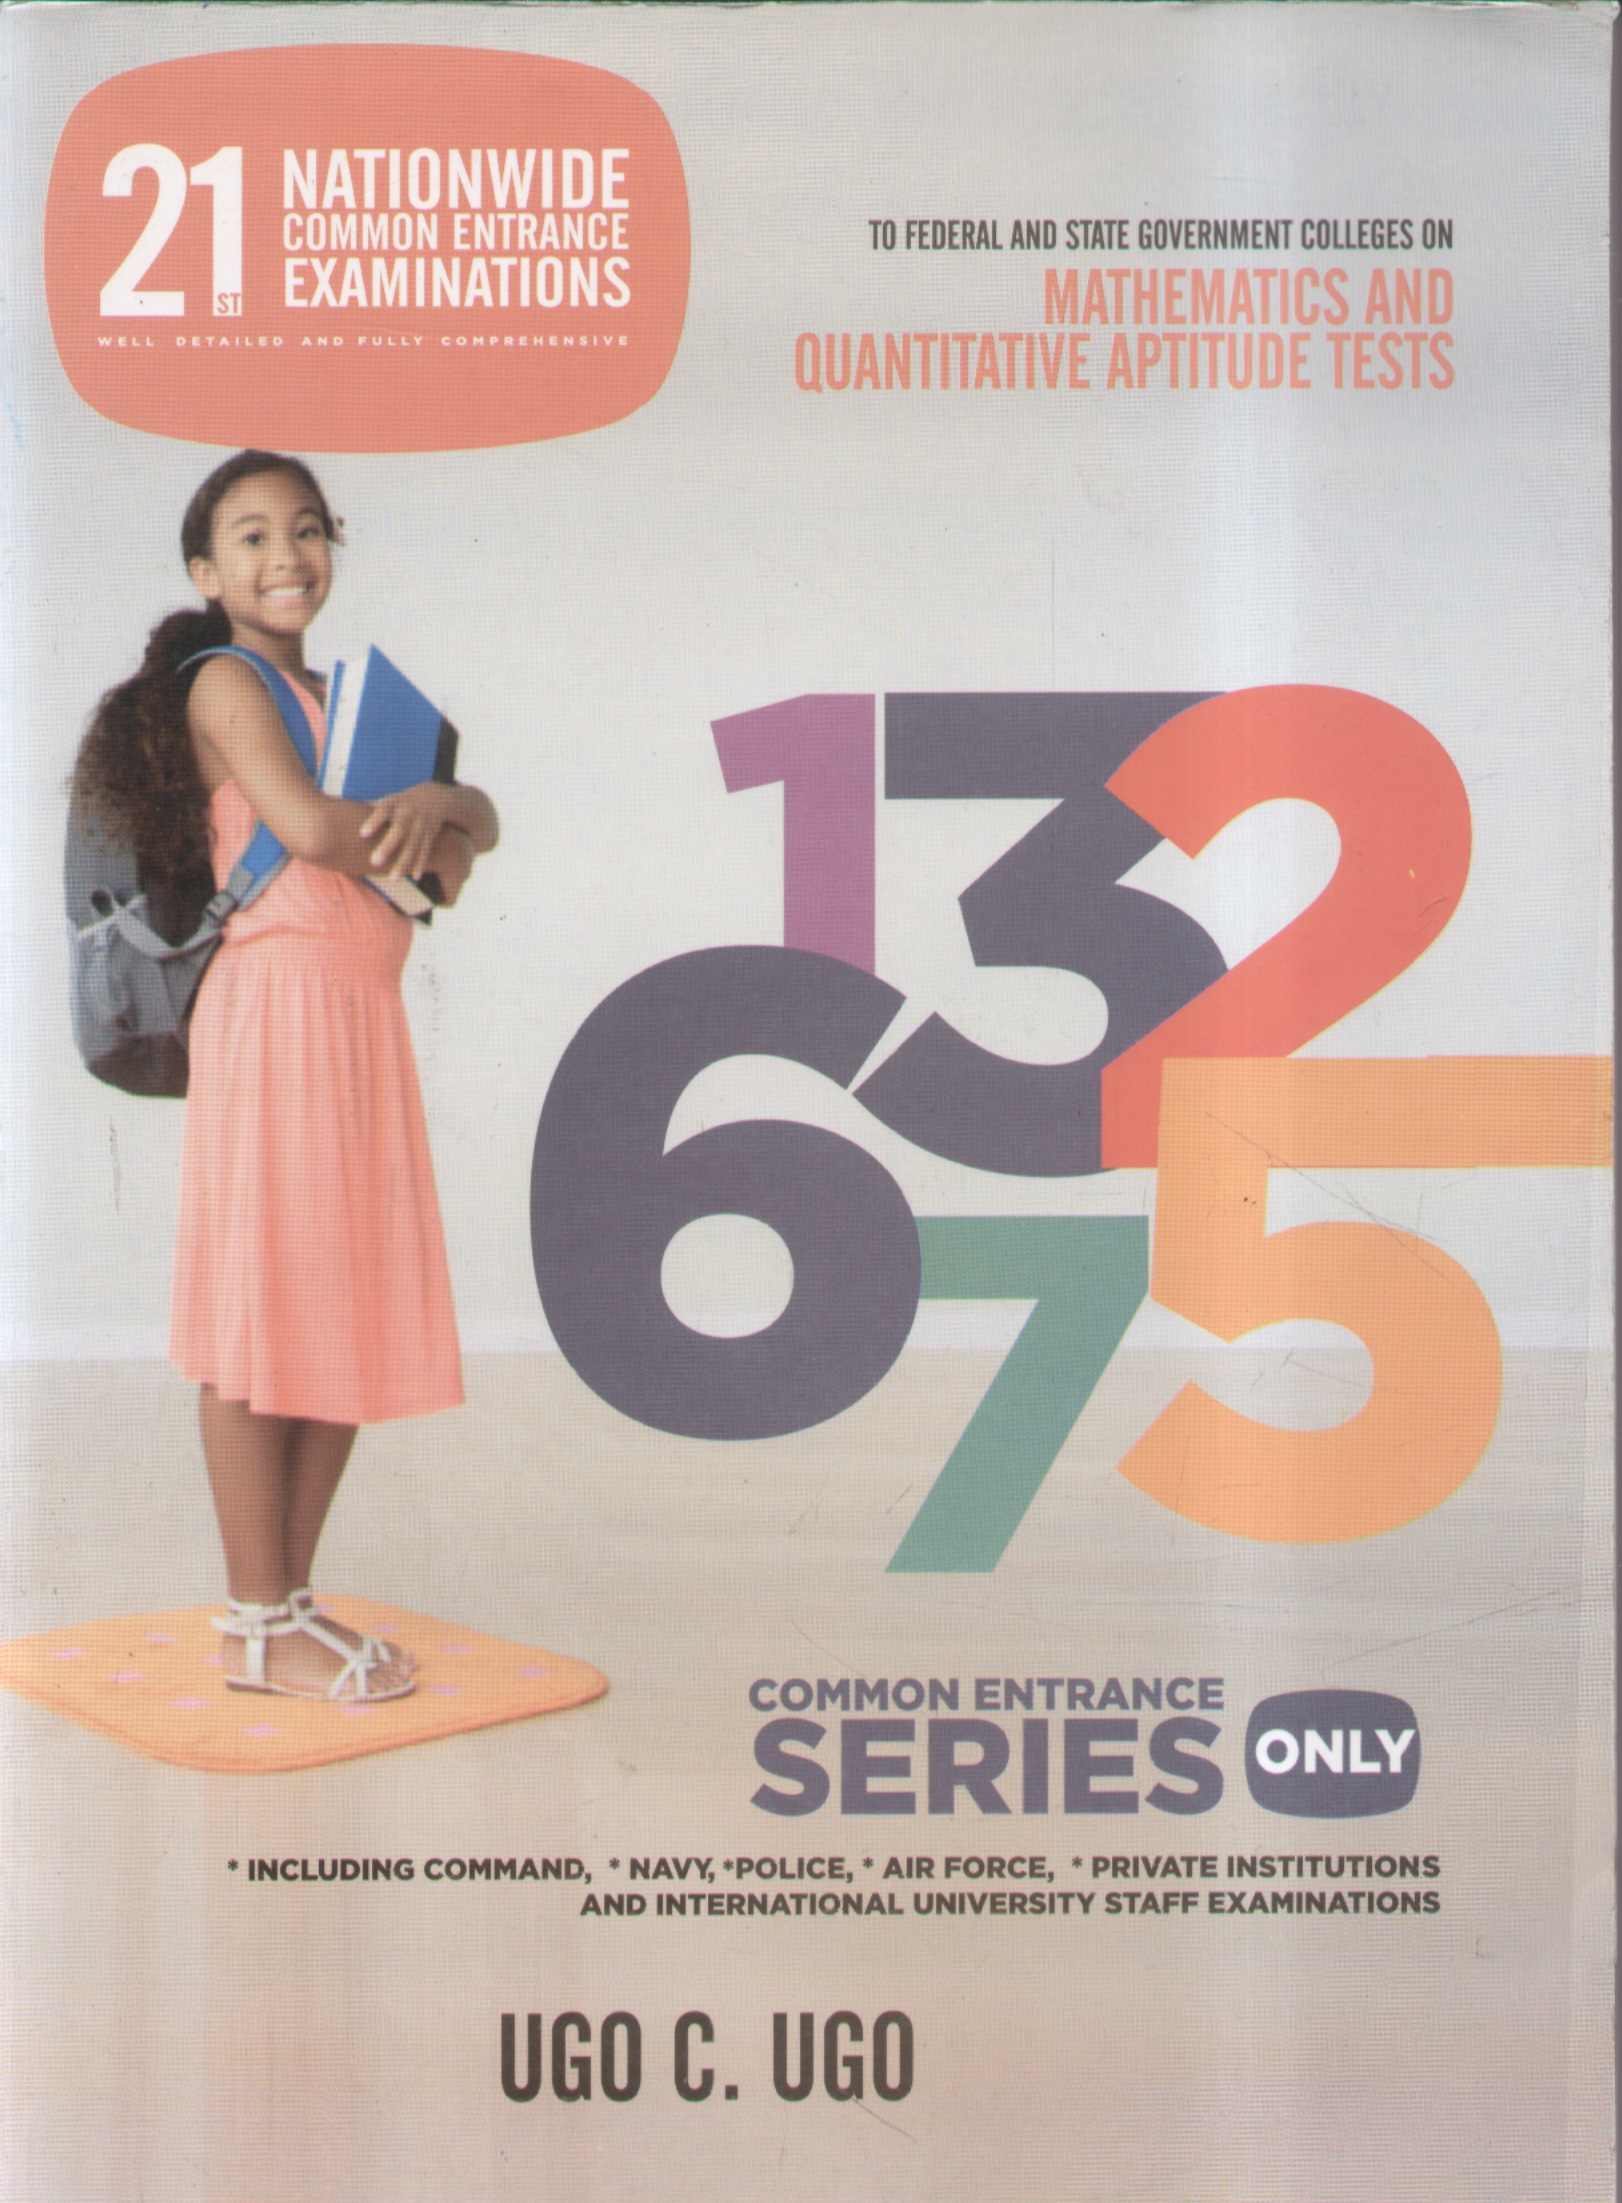 21ST NATIONWIDE
COMMON ENTRANCE
EXAMINATIONS
WELL DETAILED AND FULLY COMPREHENSIVE
TO FEDERAL AND STATE GOVERNMENT COLLEGES ON
MATHEMATICS AND
QUANTITATIVE APTITUDE TESTS
1 3 2
6 7 5
COMMON ENTRANCE
SERIES ONLY
* INCLUDING COMMAND, * NAVY, *POLICE, * AIR FORCE, * PRIVATE INSTITUTIONS
AND INTERNATIONAL UNIVERSITY STAFF EXAMINATIONS
UGO C. UGO